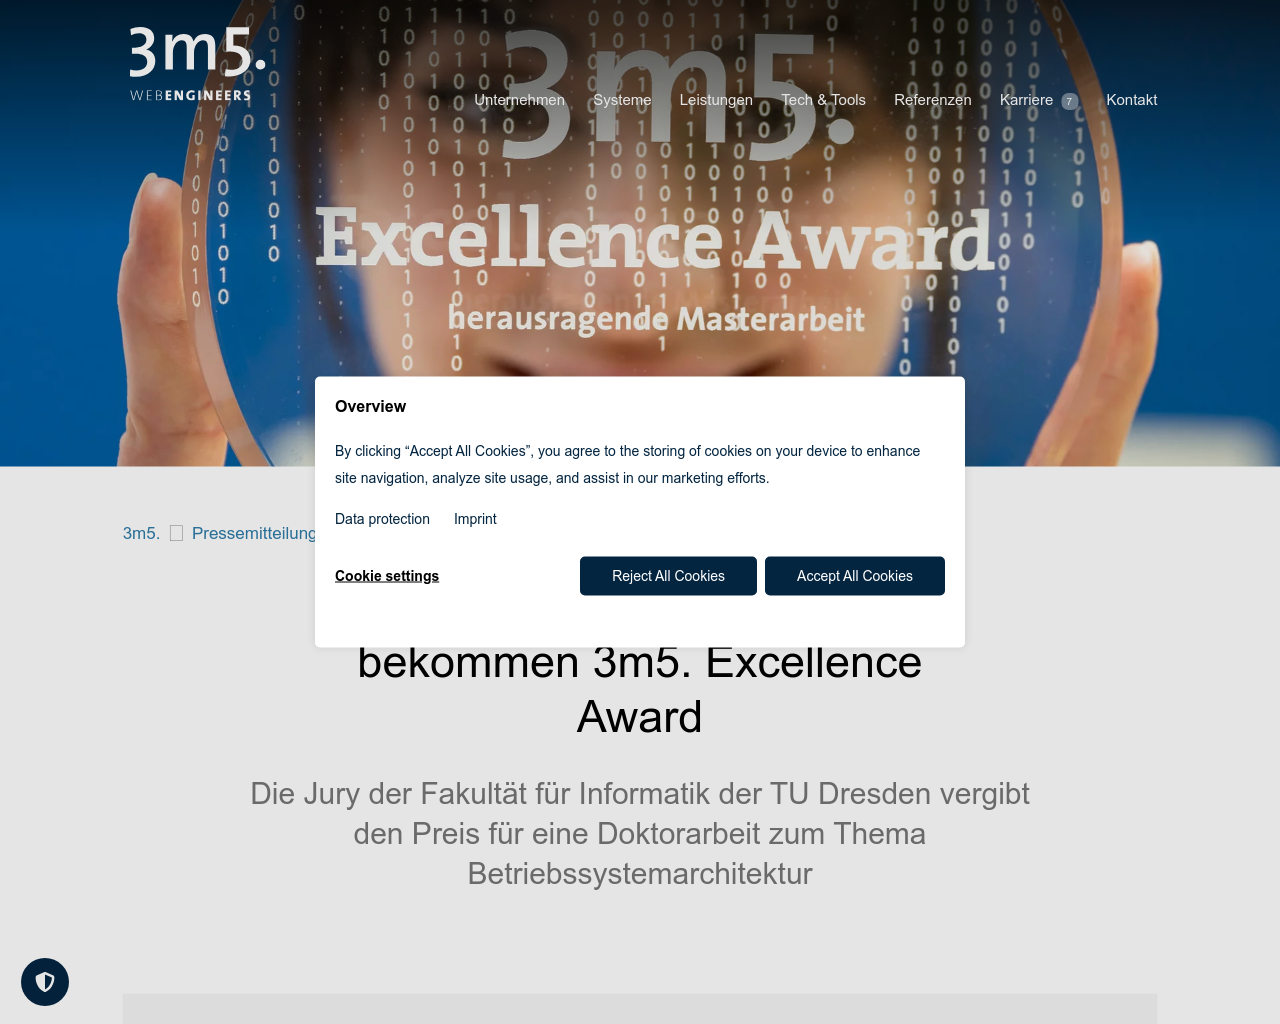 3m5.
WEBENGINEERS
3m5.
Unternehmen Systeme Leistungen Tech & Tools Referenzen Karriere 7 Kontakt
Excellence Award
herausragende Masterarbeit
Overview
By clicking “Accept All Cookies”, you agree to the storing of cookies on your device to enhance
site navigation, analyze site usage, and assist in our marketing efforts.
Data protection Imprint
Cookie settings Reject All Cookies Accept All Cookies
3m5. Pressemitteilung
bekommen 3m5. Excellence
Award
Die Jury der Fakultät für Informatik der TU Dresden vergibt
den Preis für eine Doktorarbeit zum Thema
Betriebssystemarchitektur